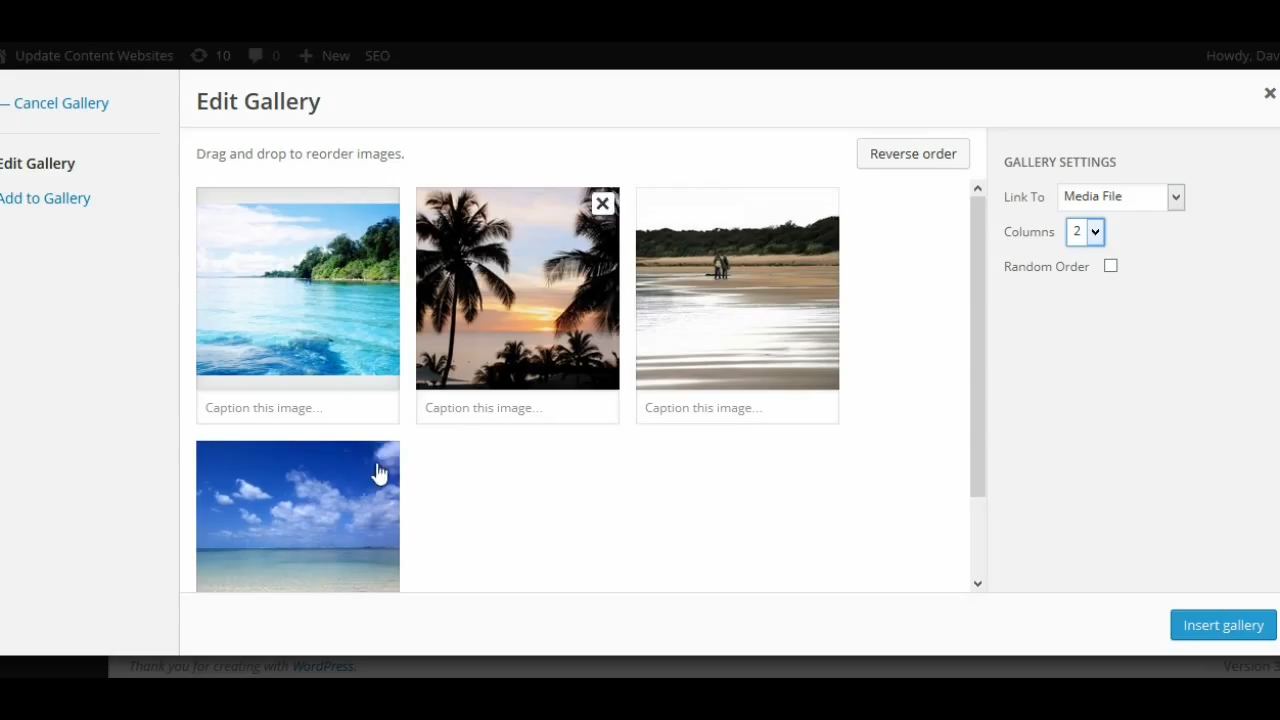 Update Content Websites 10 0 New SEO Howdy, Dav
— Cancel Gallery
Edit Gallery
Add to Gallery
Edit Gallery
Drag and drop to reorder images.
Reverse order
Caption this image...
Caption this image...
Caption this image...
GALLERY SETTINGS
Link To Media File
Columns 2
Random Order
Insert gallery
Thank you for creating with WordPress.
Version 3